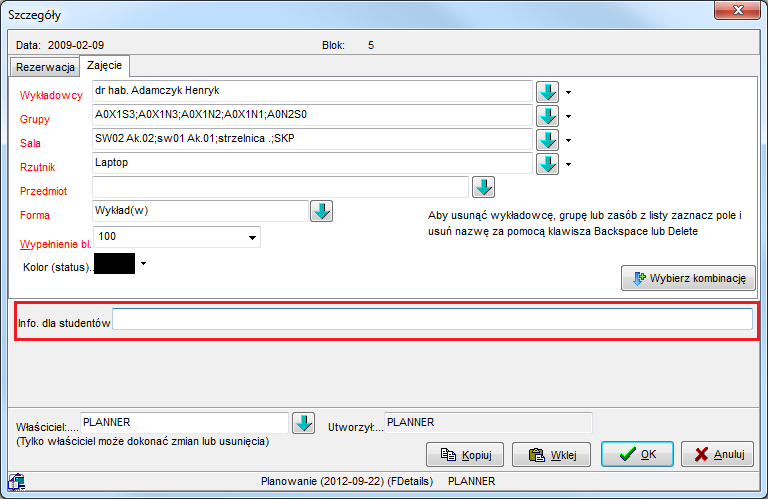 Szczegóły
Data: 2009-02-09 Blok: 5
Rezerwacja Zajęcie
Wykładowcy dr hab. Adamczyk Henryk
Grupy A0X1S3;A0X1N3;A0X1N2;A0X1N1;A0N2S0
Sala SW02 Ak.02;sw01 Ak.01;strzelnica .;SKP
Rzutnik Laptop
Przedmiot
Forma Wykład(w)
Aby usunąć wykładowcę, grupę lub zasób z listy zaznacz pole i
usuń nazwę za pomocą klawisza Backspace lub Delete
Wypełnienie bl. 100
Kolor (status)..
Wybierz kombinację
Info. dla studentów
Właściciel:.... PLANNER Utworzył:... PLANNER
(Tylko właściciel może dokonać zmian lub usunięcia)
Kopiuj Wklej OK Anuluj
Planowanie (2012-09-22) (FDetails) PLANNER